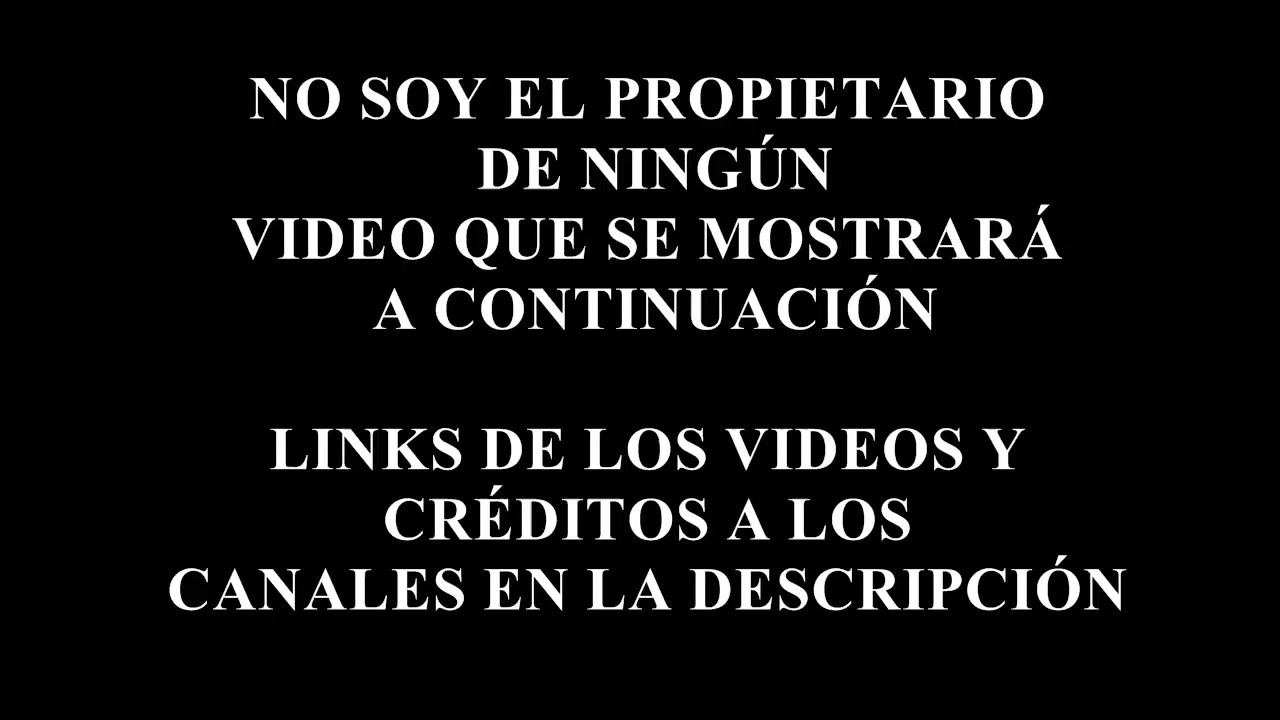 NO SOY EL PROPIETARIO
DE NINGÚN
VIDEO QUE SE MOSTRARÁ
A CONTINUACIÓN
LINKS DE LOS VIDEOS Y
CRÉDITOS A LOS
CANALES EN LA DESCRIPCIÓN